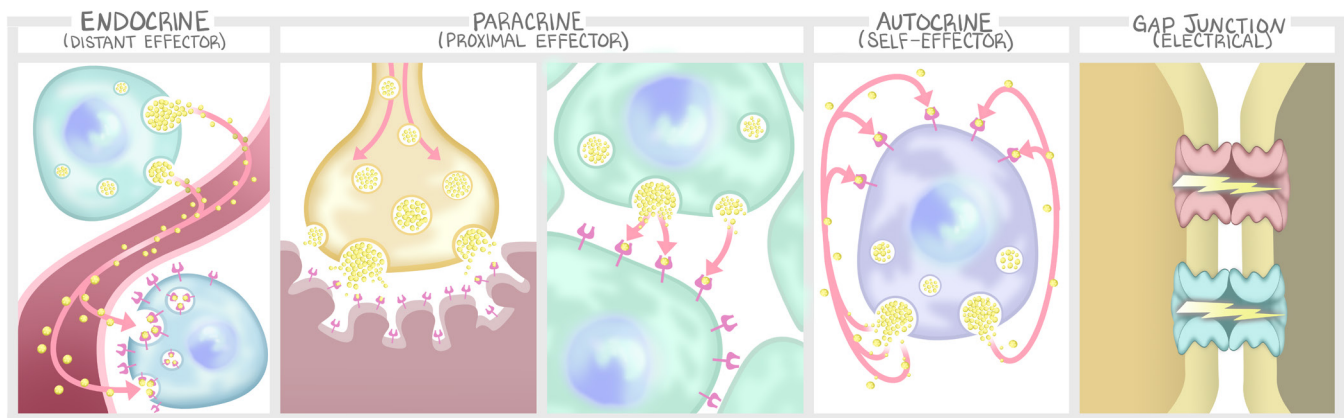 ENDOCRINE
(DISTANT EFFECTOR)
PARACRINE
(PROXIMAL EFFECTOR)
AUTOCRINE
(SELF-EFFECTOR)
GAP JUNCTION
(ELECTRICAL)